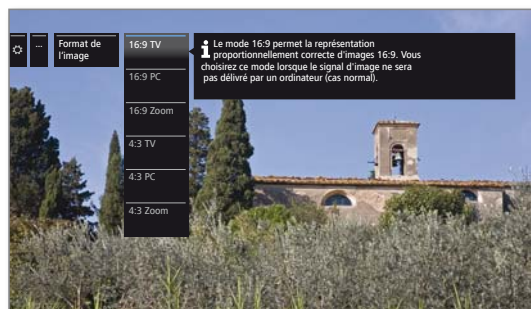 ...
Format de
l'image
16:9 TV
16:9 PC
16:9 Zoom
4:3 TV
4:3 PC
4:3 Zoom
Le mode 16:9 permet la représentation
proportionnellement correcte d'images 16:9. Vous
choisirez ce mode lorsque le signal d'image ne sera
pas délivré par un ordinateur (cas normal).